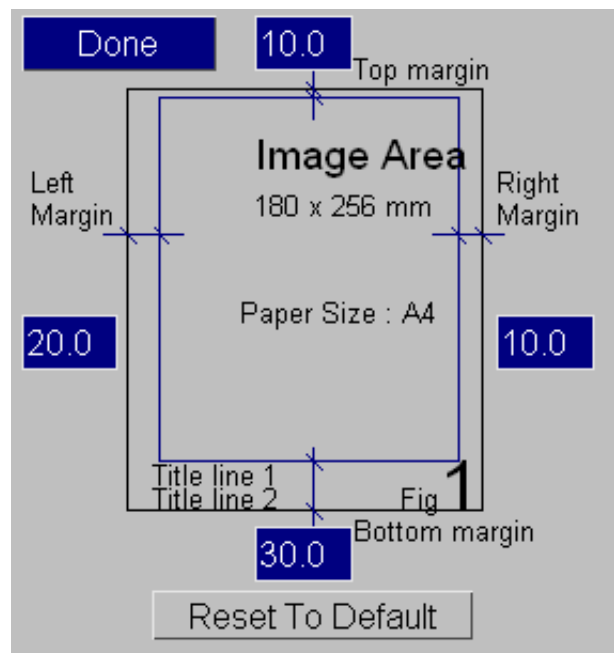 Done
10.0
Top margin
Image Area
180 x 256 mm
Left
Margin
Right
Margin
Paper Size : A4
20.0
10.0
Title line 1
Title line 2
Fig 1
Bottom margin
30.0
Reset To Default